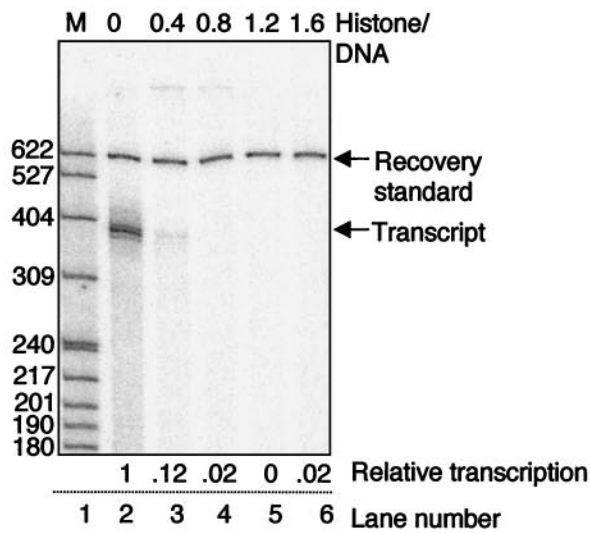 M 0 0.4 0.8 1.2 1.6 Histone/
DNA
622
Recovery
527
standard
404
Transcript
309
240
217
201
190
180
1 .12 .02 0 .02 Relative transcription
1 2 3 4 5 6 Lane number